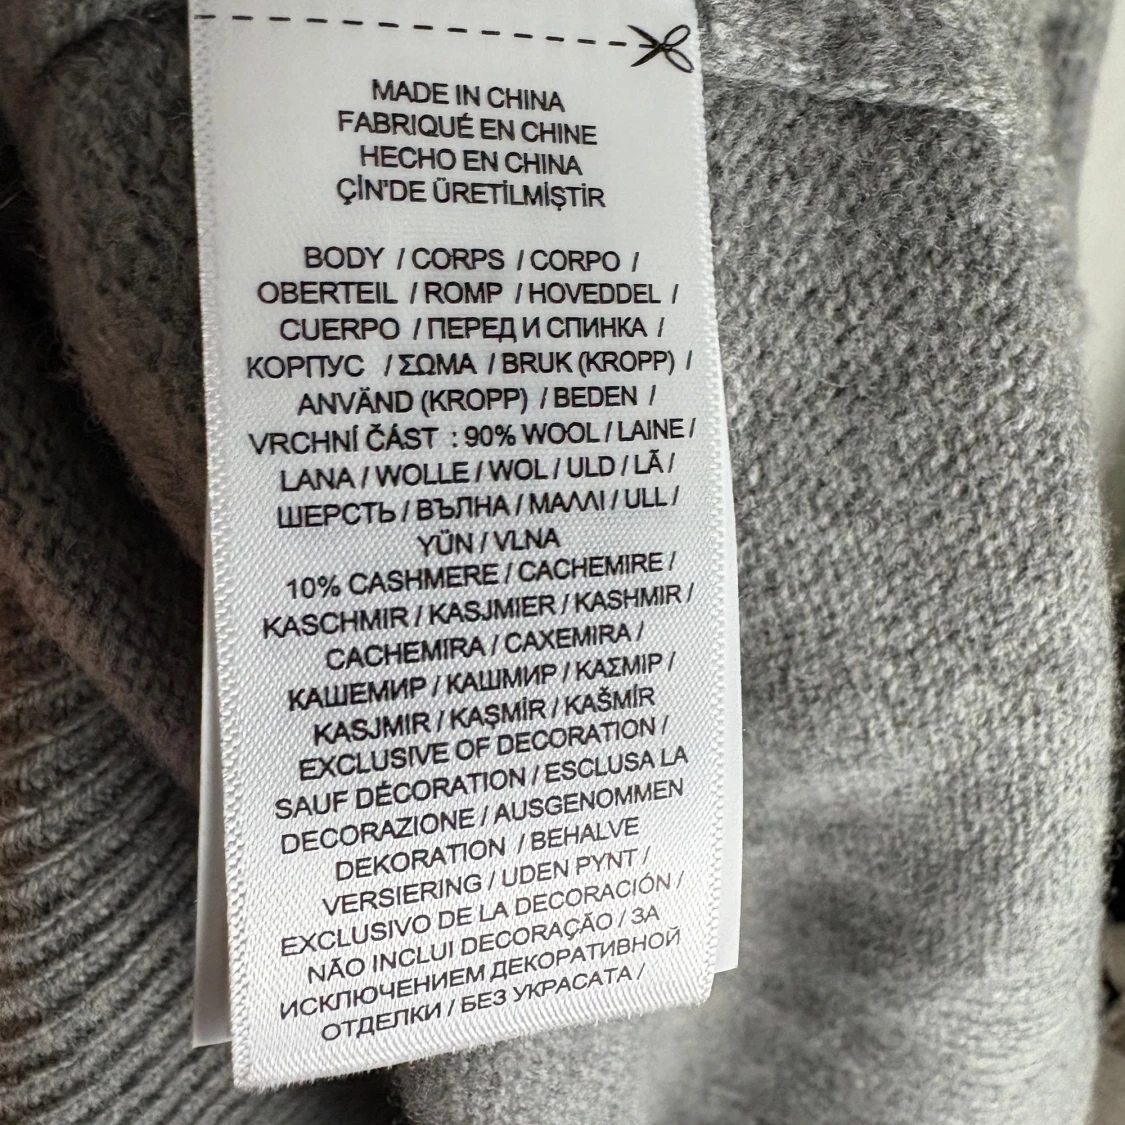 MADE IN CHINA
FABRIQUÉ EN CHINE
HECHO EN CHINA
ÇİN'DE ÜRETİLMİŞTİR
BODY / CORPS / CORPO /
OBERTEIL / ROMP / HOVEDDEL /
CUERPO / ПЕРЕД И СПИНКА /
КОРПУС / ΣΩΜΑ / BRUK (KROPP) /
ANVÄND (KROPP) / BEDEN /
VRCHNÍ ČÁST : 90% WOOL / LAINE /
LANA / WOLLE / WOL / ULD / LÃ /
ШЕРСТЬ / ВЪЛНА / ΜΑΛΛΙ / ULL /
YÜN / VLNA
10% CASHMERE / CACHEMIRE /
KASCHMIR / KASJMIER / KASHMIR /
CACHEMIRA / CAXEMIRA /
КАШЕМИР / КАШМИР / ΚΑΣΜΙΡ /
KASJMIR / KAŞMİR / KAŠMÍR
EXCLUSIVE OF DECORATION /
SAUF DÉCORATION / ESCLUSA LA
DECORAZIONE / AUSGENOMMEN
DEKORATION / BEHALVE
VERSIERING / UDEN PYNT /
EXCLUSIVO DE LA DECORACIÓN /
NÃO INCLUI DECORAÇÃO / ЗА
ИСКЛЮЧЕНИЕМ ДЕКОРАТИВНОЙ
ОТДЕЛКИ / БЕЗ УКРАСАТА /